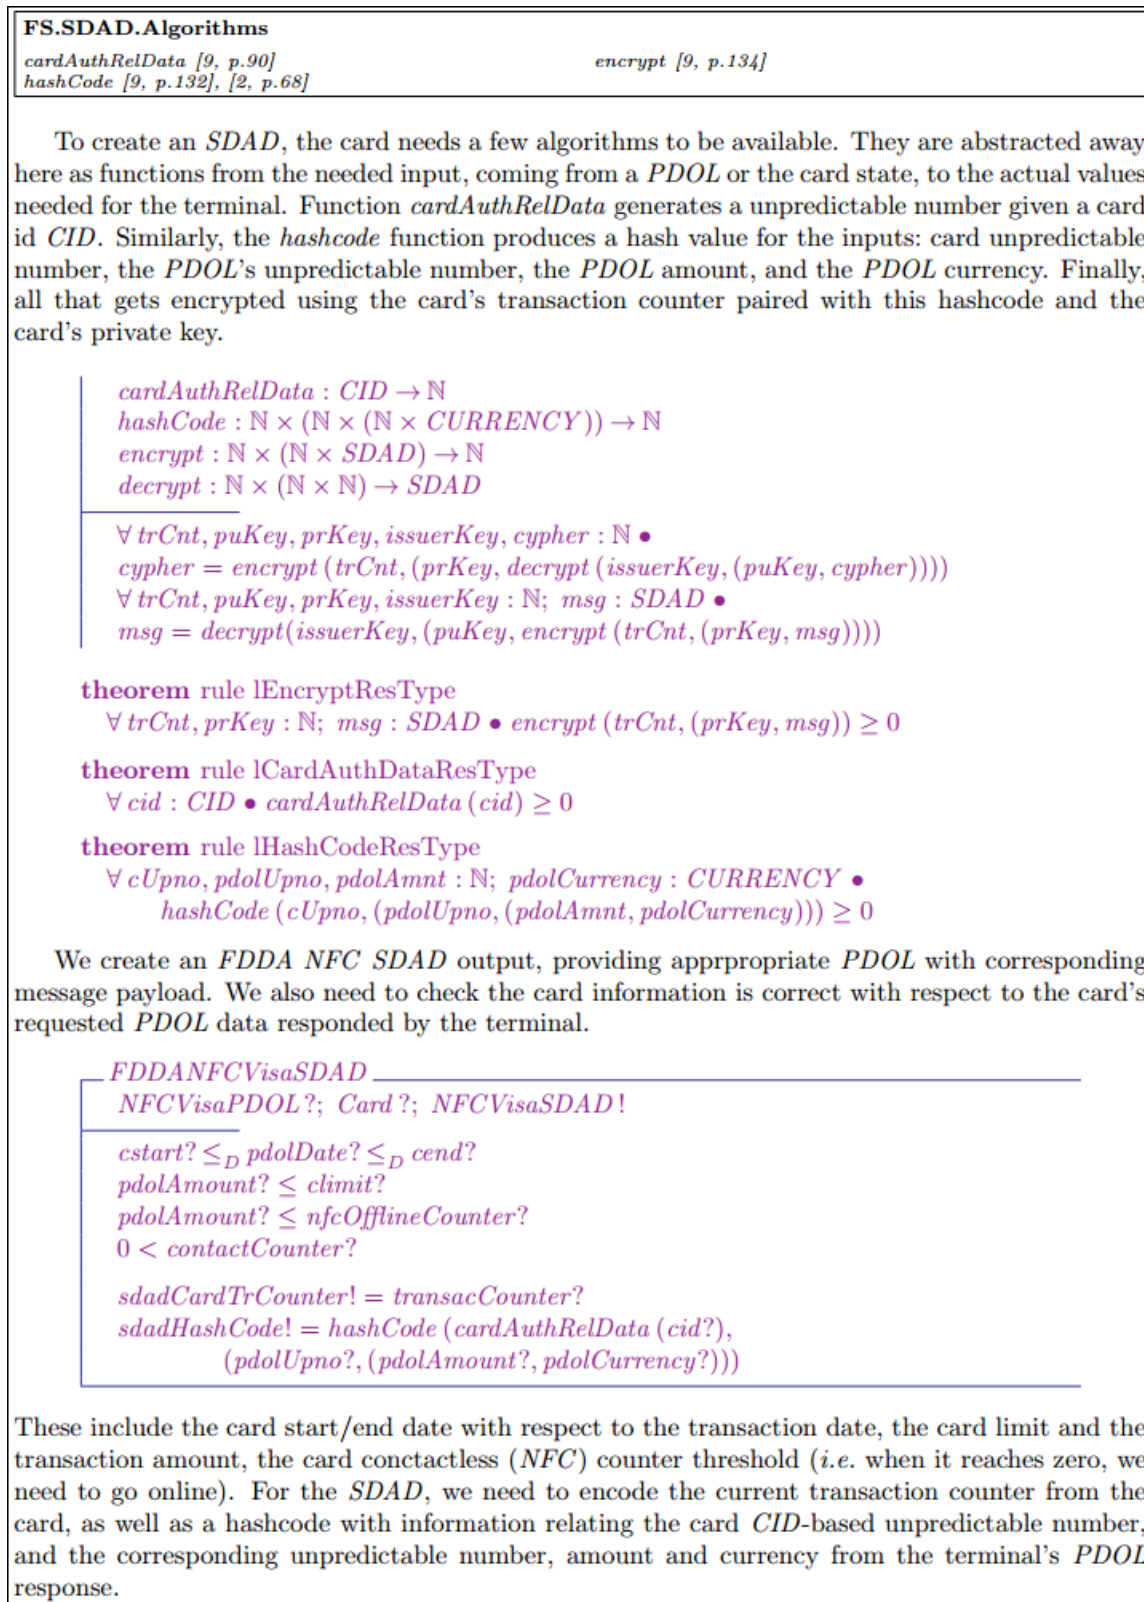 FS.SDAD.Algorithms
cardAuthRelData [9, p.90] encrypt [9, p.134]
hashCode [9, p.132], [2, p.68]
To create an SDAD, the card needs a few algorithms to be available. They are abstracted away
here as functions from the needed input, coming from a PDOL or the card state, to the actual values
needed for the terminal. Function cardAuthRelData generates a unpredictable number given a card
id CID. Similarly, the hashcode function produces a hash value for the inputs: card unpredictable
number, the PDOL's unpredictable number, the PDOL amount, and the PDOL currency. Finally,
all that gets encrypted using the card's transaction counter paired with this hashcode and the
card's private key.
cardAuthRelData : CID → ℕ
hashCode : ℕ × (ℕ × (ℕ × CURRENCY)) → ℕ
encrypt : ℕ × (ℕ × SDAD) → ℕ
decrypt : ℕ × (ℕ × ℕ) → SDAD
∀ trCnt, puKey, prKey, issuerKey, cypher : ℕ •
cypher = encrypt (trCnt, (prKey, decrypt (issuerKey, (puKey, cypher))))
∀ trCnt, puKey, prKey, issuerKey : ℕ; msg : SDAD •
msg = decrypt(issuerKey, (puKey, encrypt (trCnt, (prKey, msg))))
theorem rule lEncryptResType
∀ trCnt, prKey : ℕ; msg : SDAD • encrypt (trCnt, (prKey, msg)) ≥ 0
theorem rule lCardAuthDataResType
∀ cid : CID • cardAuthRelData (cid) ≥ 0
theorem rule lHashCodeResType
∀ cUpno, pdolUpno, pdolAmnt : ℕ; pdolCurrency : CURRENCY •
hashCode (cUpno, (pdolUpno, (pdolAmnt, pdolCurrency))) ≥ 0
We create an FDDA NFC SDAD output, providing apprpropriate PDOL with corresponding
message payload. We also need to check the card information is correct with respect to the card's
requested PDOL data responded by the terminal.
FDDANFCVisaSDAD
NFCVisaPDOL?; Card?; NFCVisaSDAD!
cstart? ≤D pdolDate? ≤D cend?
pdolAmount? ≤ climit?
pdolAmount? ≤ nfcOfflineCounter?
0 < contactCounter?
sdadCardTrCounter! = transacCounter?
sdadHashCode! = hashCode (cardAuthRelData (cid?),
(pdolUpno?, (pdolAmount?, pdolCurrency?)))
These include the card start/end date with respect to the transaction date, the card limit and the
transaction amount, the card conctactless (NFC) counter threshold (i.e. when it reaches zero, we
need to go online). For the SDAD, we need to encode the current transaction counter from the
card, as well as a hashcode with information relating the card CID-based unpredictable number,
and the corresponding unpredictable number, amount and currency from the terminal's PDOL
response.